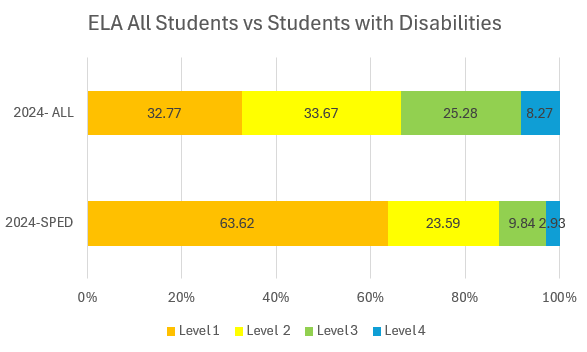 ELA All Students vs Students with Disabilities
2024- ALL
32.77 33.67 25.28 8.27
2024-SPED
63.62 23.59 9.84 2.93
0% 20% 40% 60% 80% 100%
Level 1 Level 2 Level 3 Level 4